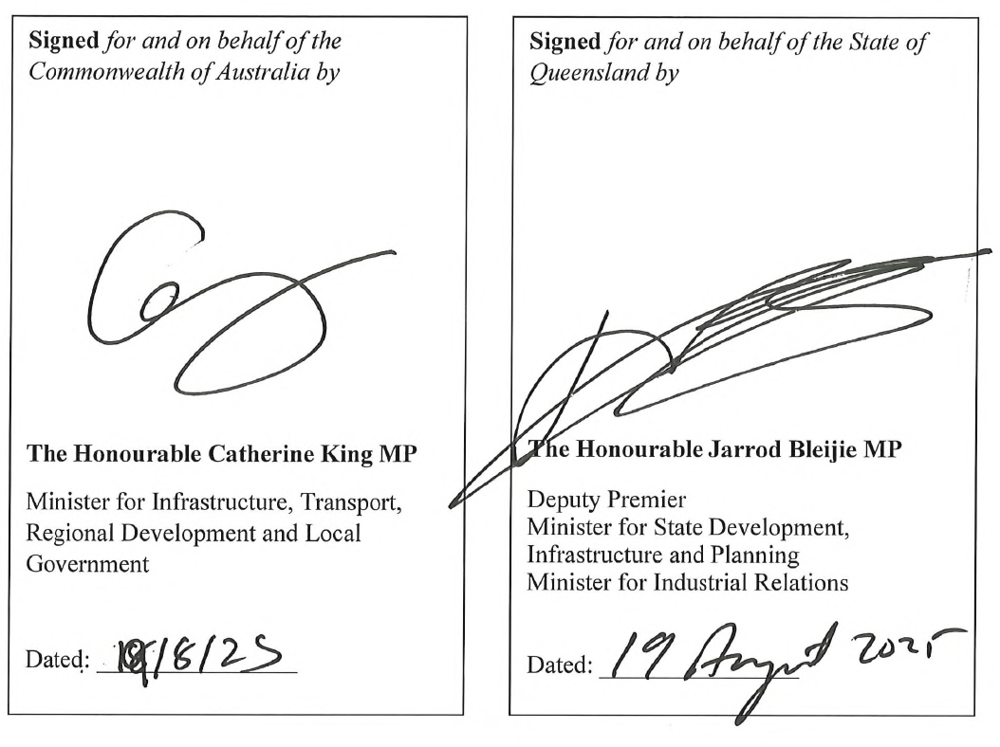 Signed for and on behalf of the
Commonwealth of Australia by
The Honourable Catherine King MP
Minister for Infrastructure, Transport,
Regional Development and Local
Government
Dated: /8/25
Signed for and on behalf of the State of
Queensland by
The Honourable Jarrod Bleijie MP
Deputy Premier
Minister for State Development,
Infrastructure and Planning
Minister for Industrial Relations
Dated: 19 August 2025